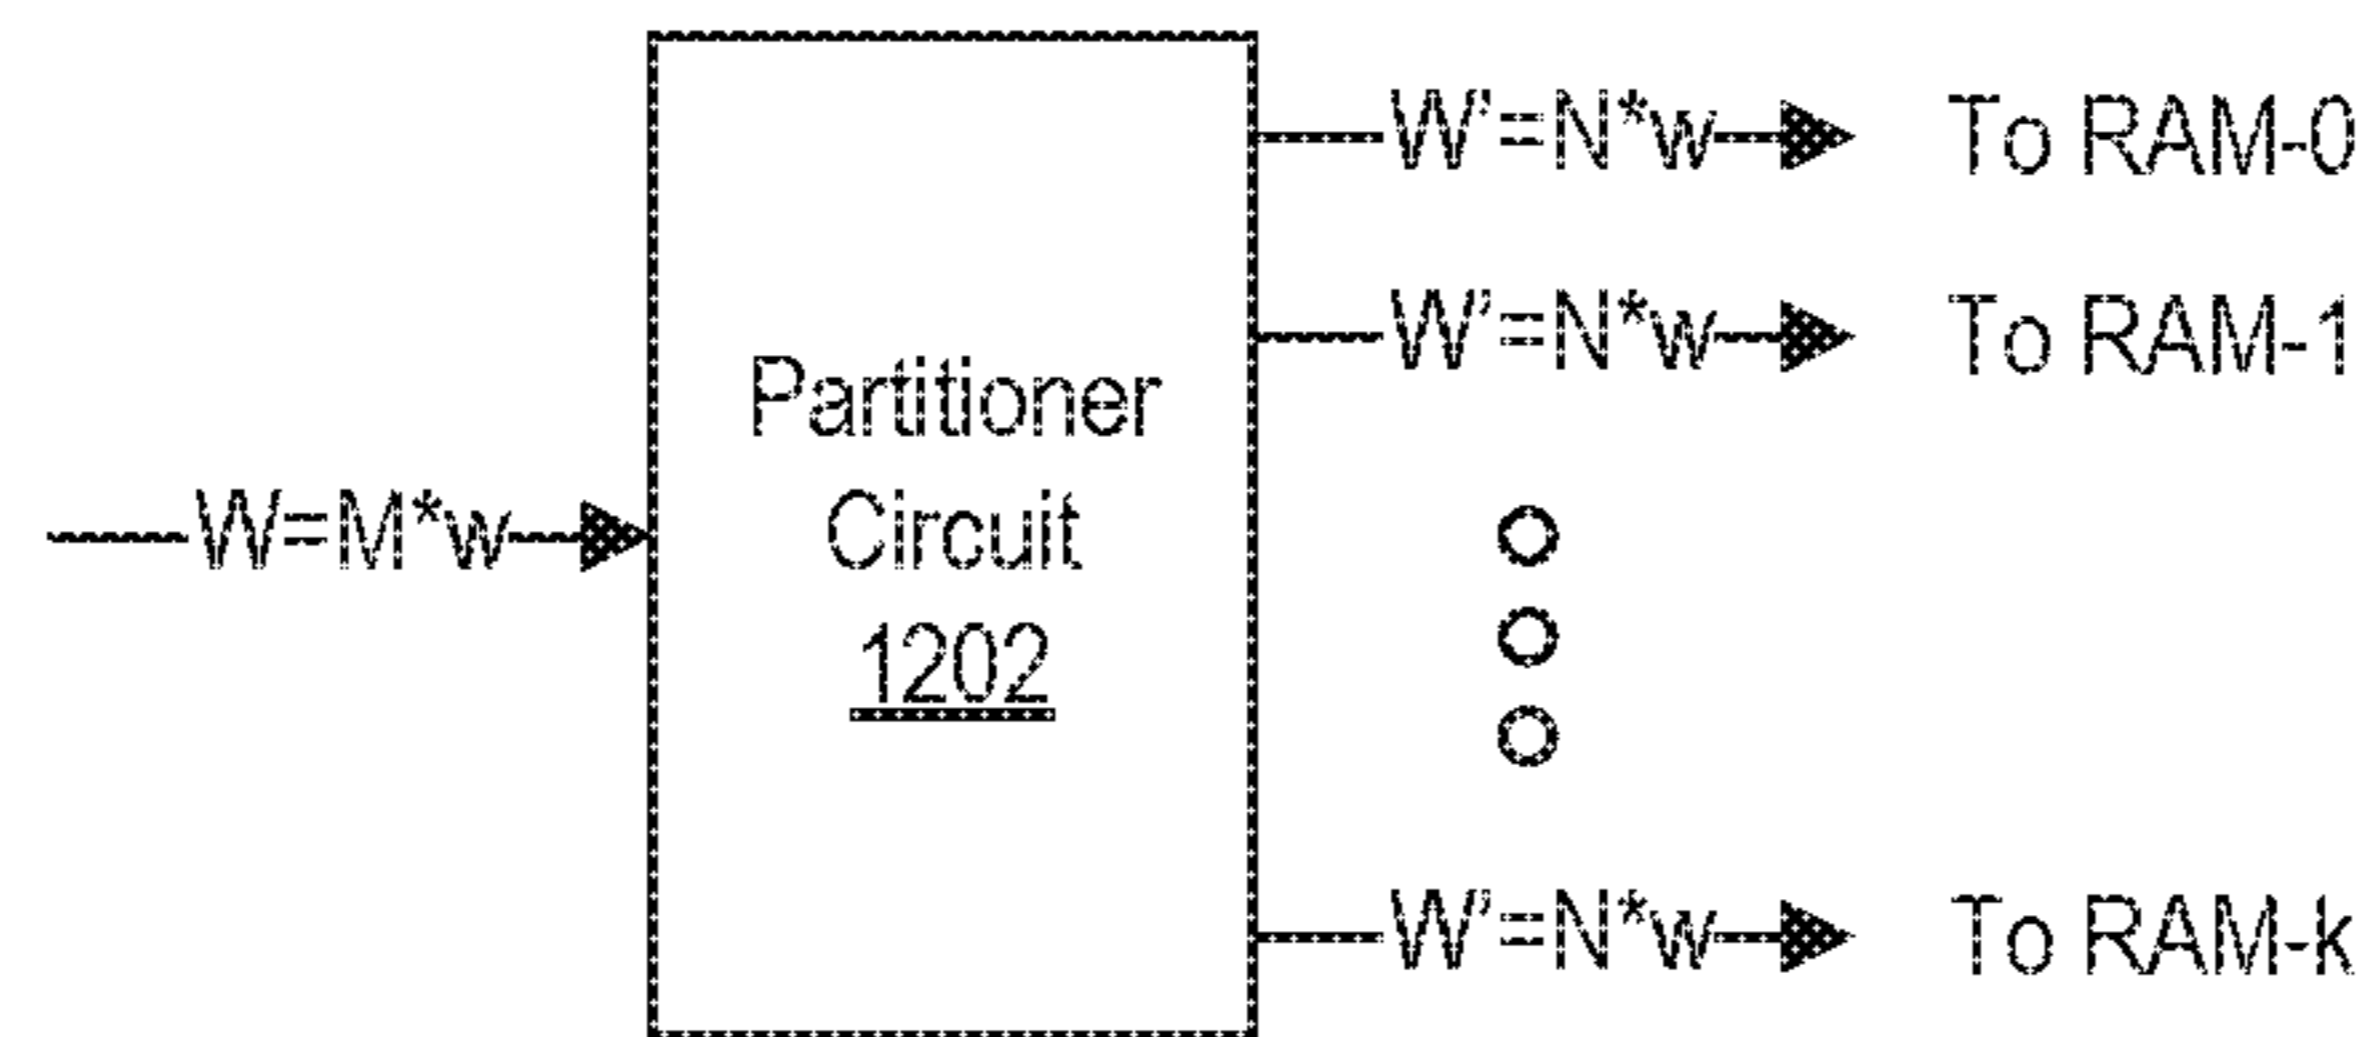 W'=N*w To RAM-0
W'=N*w To RAM-1
Partitioner
W=M*w Circuit
1202
W'=N*w To RAM-k